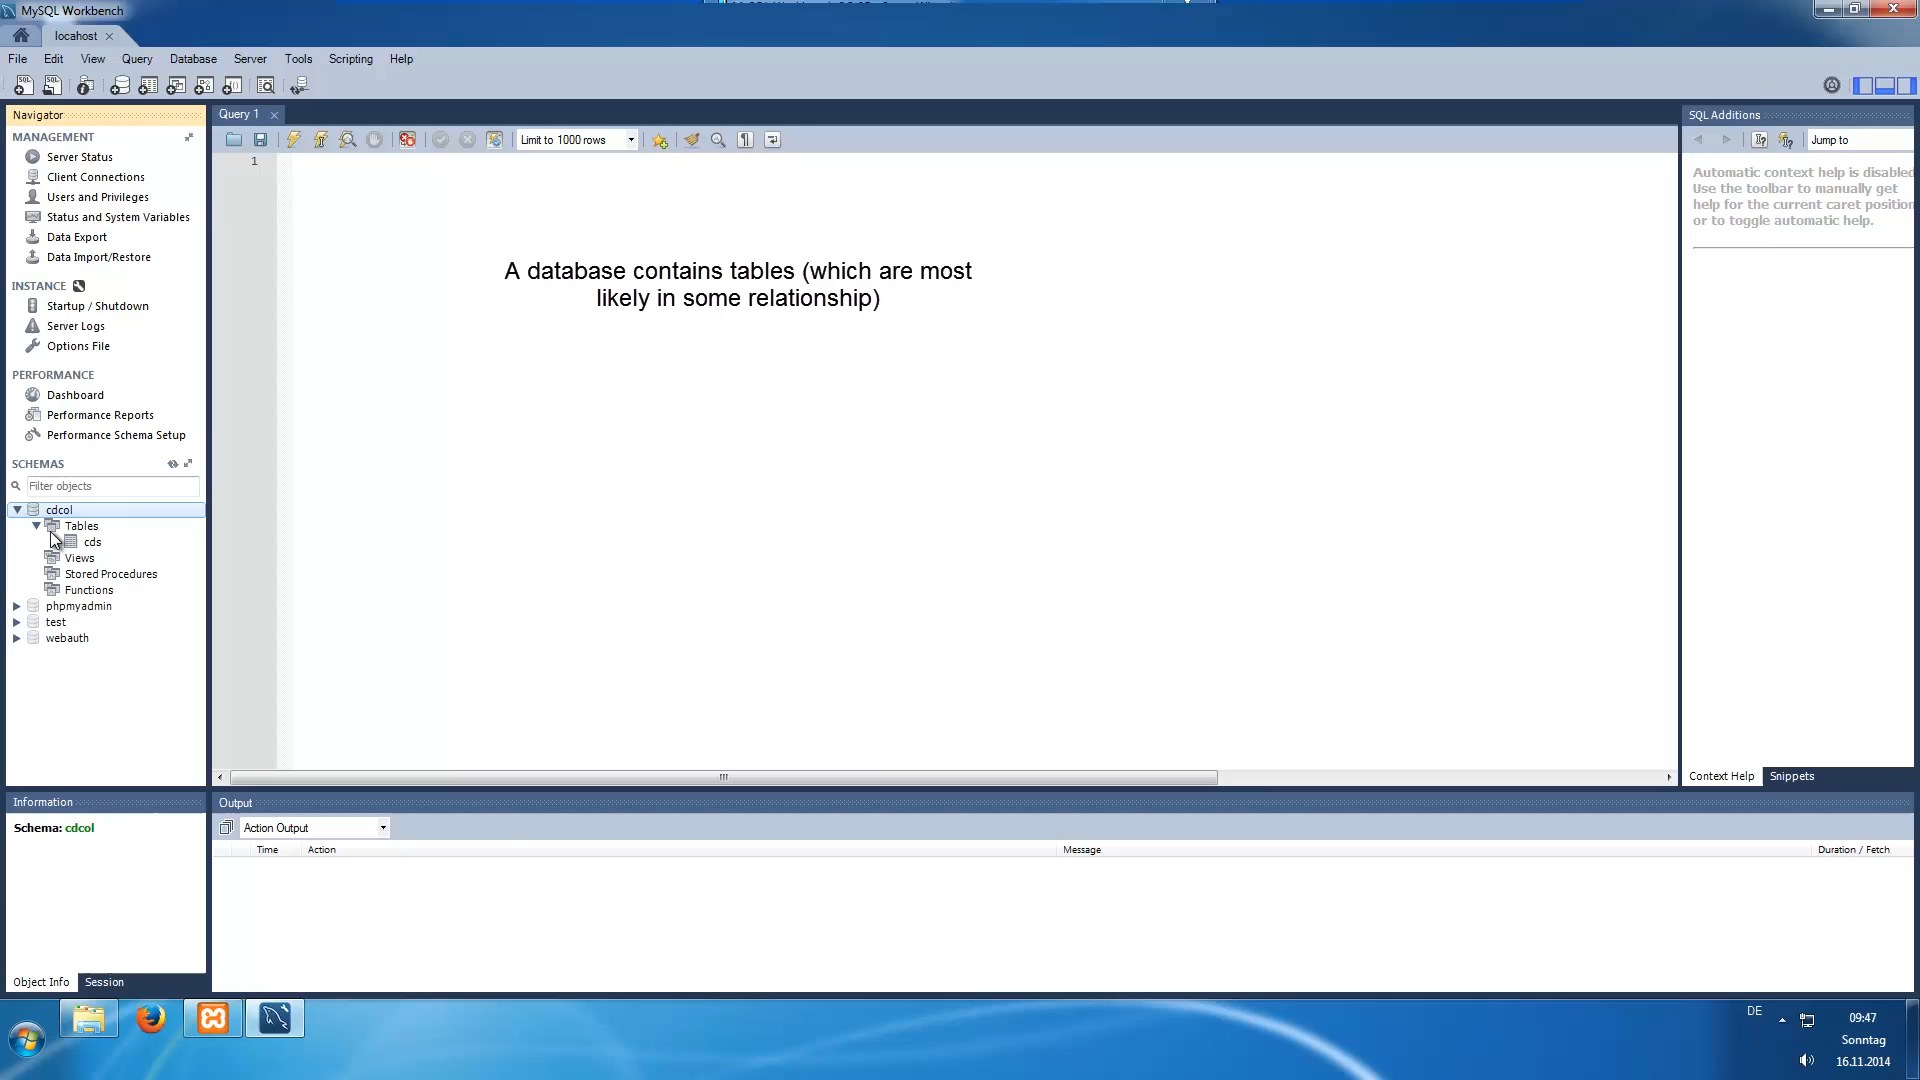 MySQL Workbench
locahost
File Edit View Query Database Server Tools Scripting Help
Navigator
MANAGEMENT
Server Status
Client Connections
Users and Privileges
Status and System Variables
Data Export
Data Import/Restore
INSTANCE
Startup / Shutdown
Server Logs
Options File
PERFORMANCE
Dashboard
Performance Reports
Performance Schema Setup
SCHEMAS
Filter objects
cdcol
Tables
cds
Views
Stored Procedures
Functions
phpmyadmin
test
webauth
Information
Schema: cdcol
Object Info Session
Query 1
Limit to 1000 rows
1
A database contains tables (which are most
likely in some relationship)
SQL Additions
Jump to
Automatic context help is disabled
Use the toolbar to manually get
help for the current caret position
or to toggle automatic help.
Context Help Snippets
Output
Action Output
Time Action Message Duration / Fetch
DE
09:47
Sonntag
16.11.2014